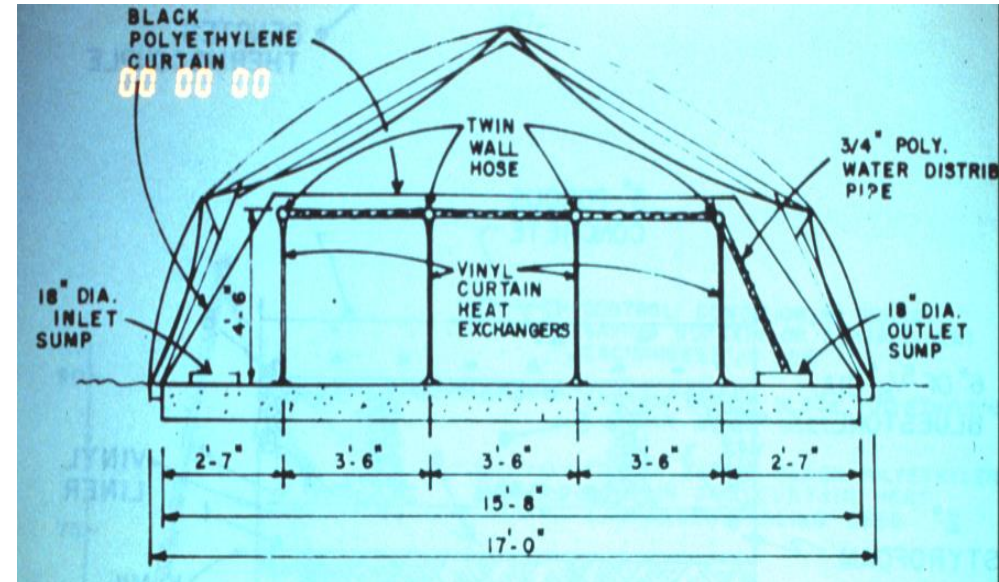 BLACK
POLYETHYLENE
CURTAIN
00 00 00
TWIN
WALL
HOSE
3/4" POLY.
WATER DISTRIB
PIPE
18" DIA.
INLET
SUMP
4'-6"
VINYL
CURTAIN
HEAT
EXCHANGERS
18" DIA.
OUTLET
SUMP
2'-7" 3'-6" 3'-6" 3'-6" 2'-7"
15'-8"
17'-0"
VINYL
LINER